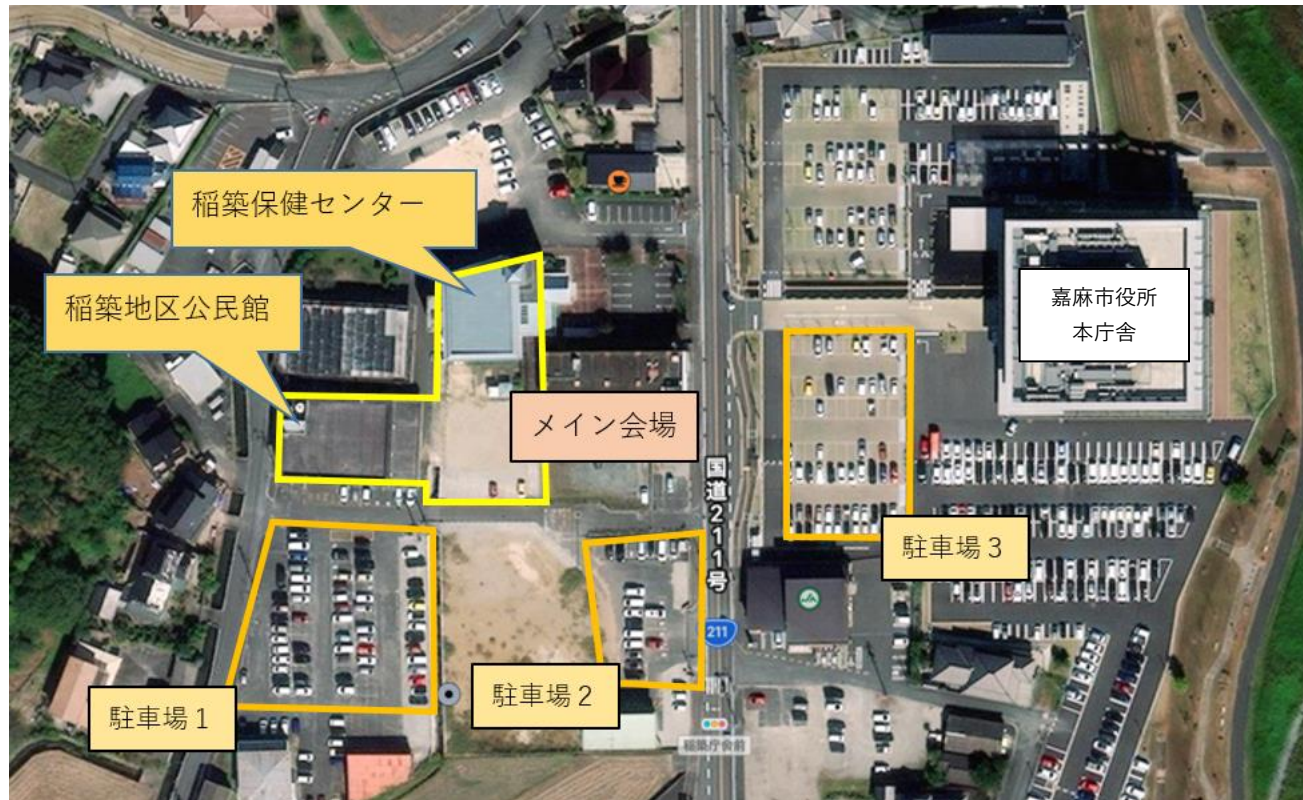 稲築保健センター
稲築地区公民館
嘉麻市役所
本庁舎
メイン会場
国道211号
駐車場3
211
駐車場2
駐車場1
稲築庁舎前